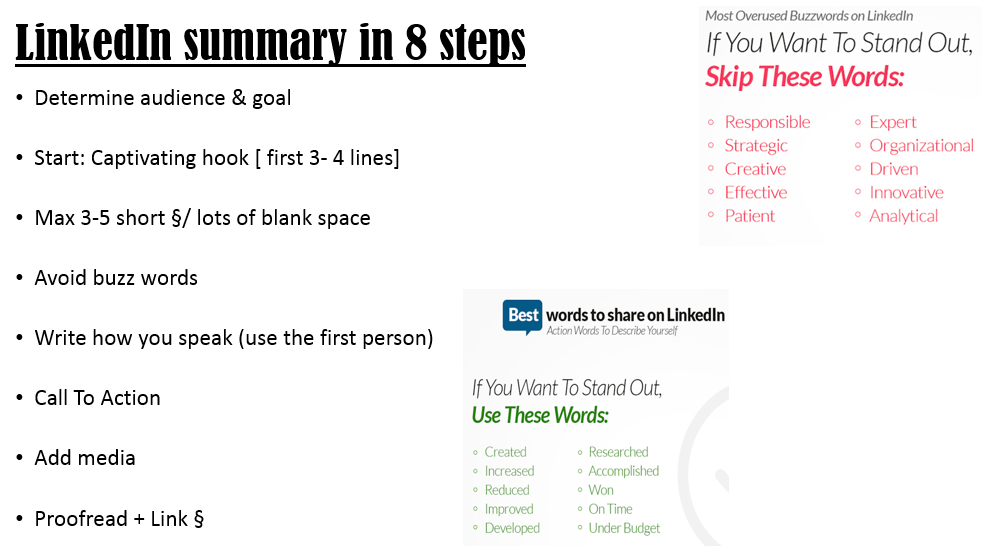 LinkedIn summary in 8 steps
• Determine audience & goal
• Start: Captivating hook [ first 3- 4 lines]
• Max 3-5 short §/ lots of blank space
• Avoid buzz words
• Write how you speak (use the first person)
• Call To Action
• Add media
• Proofread + Link §
Most Overused Buzzwords on LinkedIn
If You Want To Stand Out,
Skip These Words:
Responsible
Strategic
Creative
Effective
Patient
Expert
Organizational
Driven
Innovative
Analytical
Best words to share on LinkedIn
Action Words To Describe Yourself
If You Want To Stand Out,
Use These Words:
Created
Increased
Reduced
Improved
Developed
Researched
Accomplished
Won
On Time
Under Budget